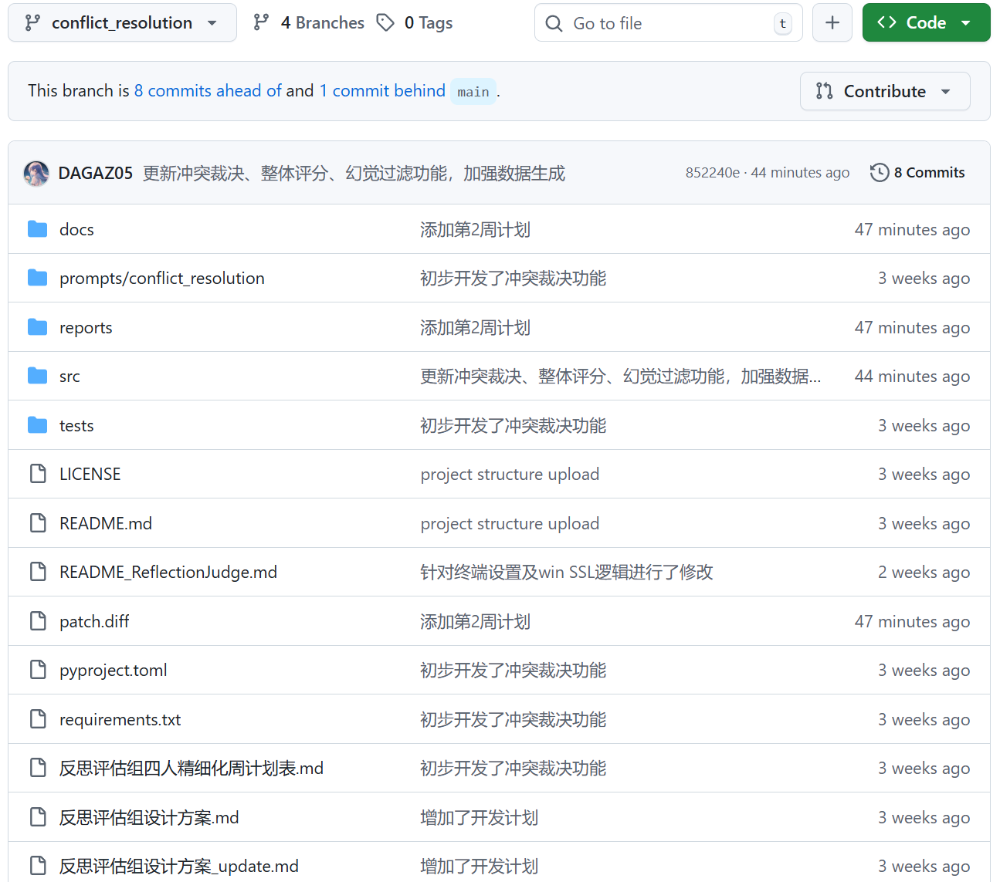 conflict_resolution 4 Branches 0 Tags Go to file t Code
This branch is 8 commits ahead of and 1 commit behind main .
Contribute
DAGAZ05 更新冲突裁决、整体评分、幻觉过滤功能，加强数据生成 852240e · 44 minutes ago 8 Commits
docs 添加第2周计划 47 minutes ago
prompts/conflict_resolution 初步开发了冲突裁决功能 3 weeks ago
reports 添加第2周计划 47 minutes ago
src 更新冲突裁决、整体评分、幻觉过滤功能，加强数据... 44 minutes ago
tests 初步开发了冲突裁决功能 3 weeks ago
LICENSE project structure upload 3 weeks ago
README.md project structure upload 3 weeks ago
README_ReflectionJudge.md 针对终端设置及win SSL逻辑进行了修改 2 weeks ago
patch.diff 添加第2周计划 47 minutes ago
pyproject.toml 初步开发了冲突裁决功能 3 weeks ago
requirements.txt 初步开发了冲突裁决功能 3 weeks ago
反思评估组四人精细化周计划表.md 初步开发了冲突裁决功能 3 weeks ago
反思评估组设计方案.md 增加了开发计划 3 weeks ago
反思评估组设计方案_update.md 增加了开发计划 3 weeks ago